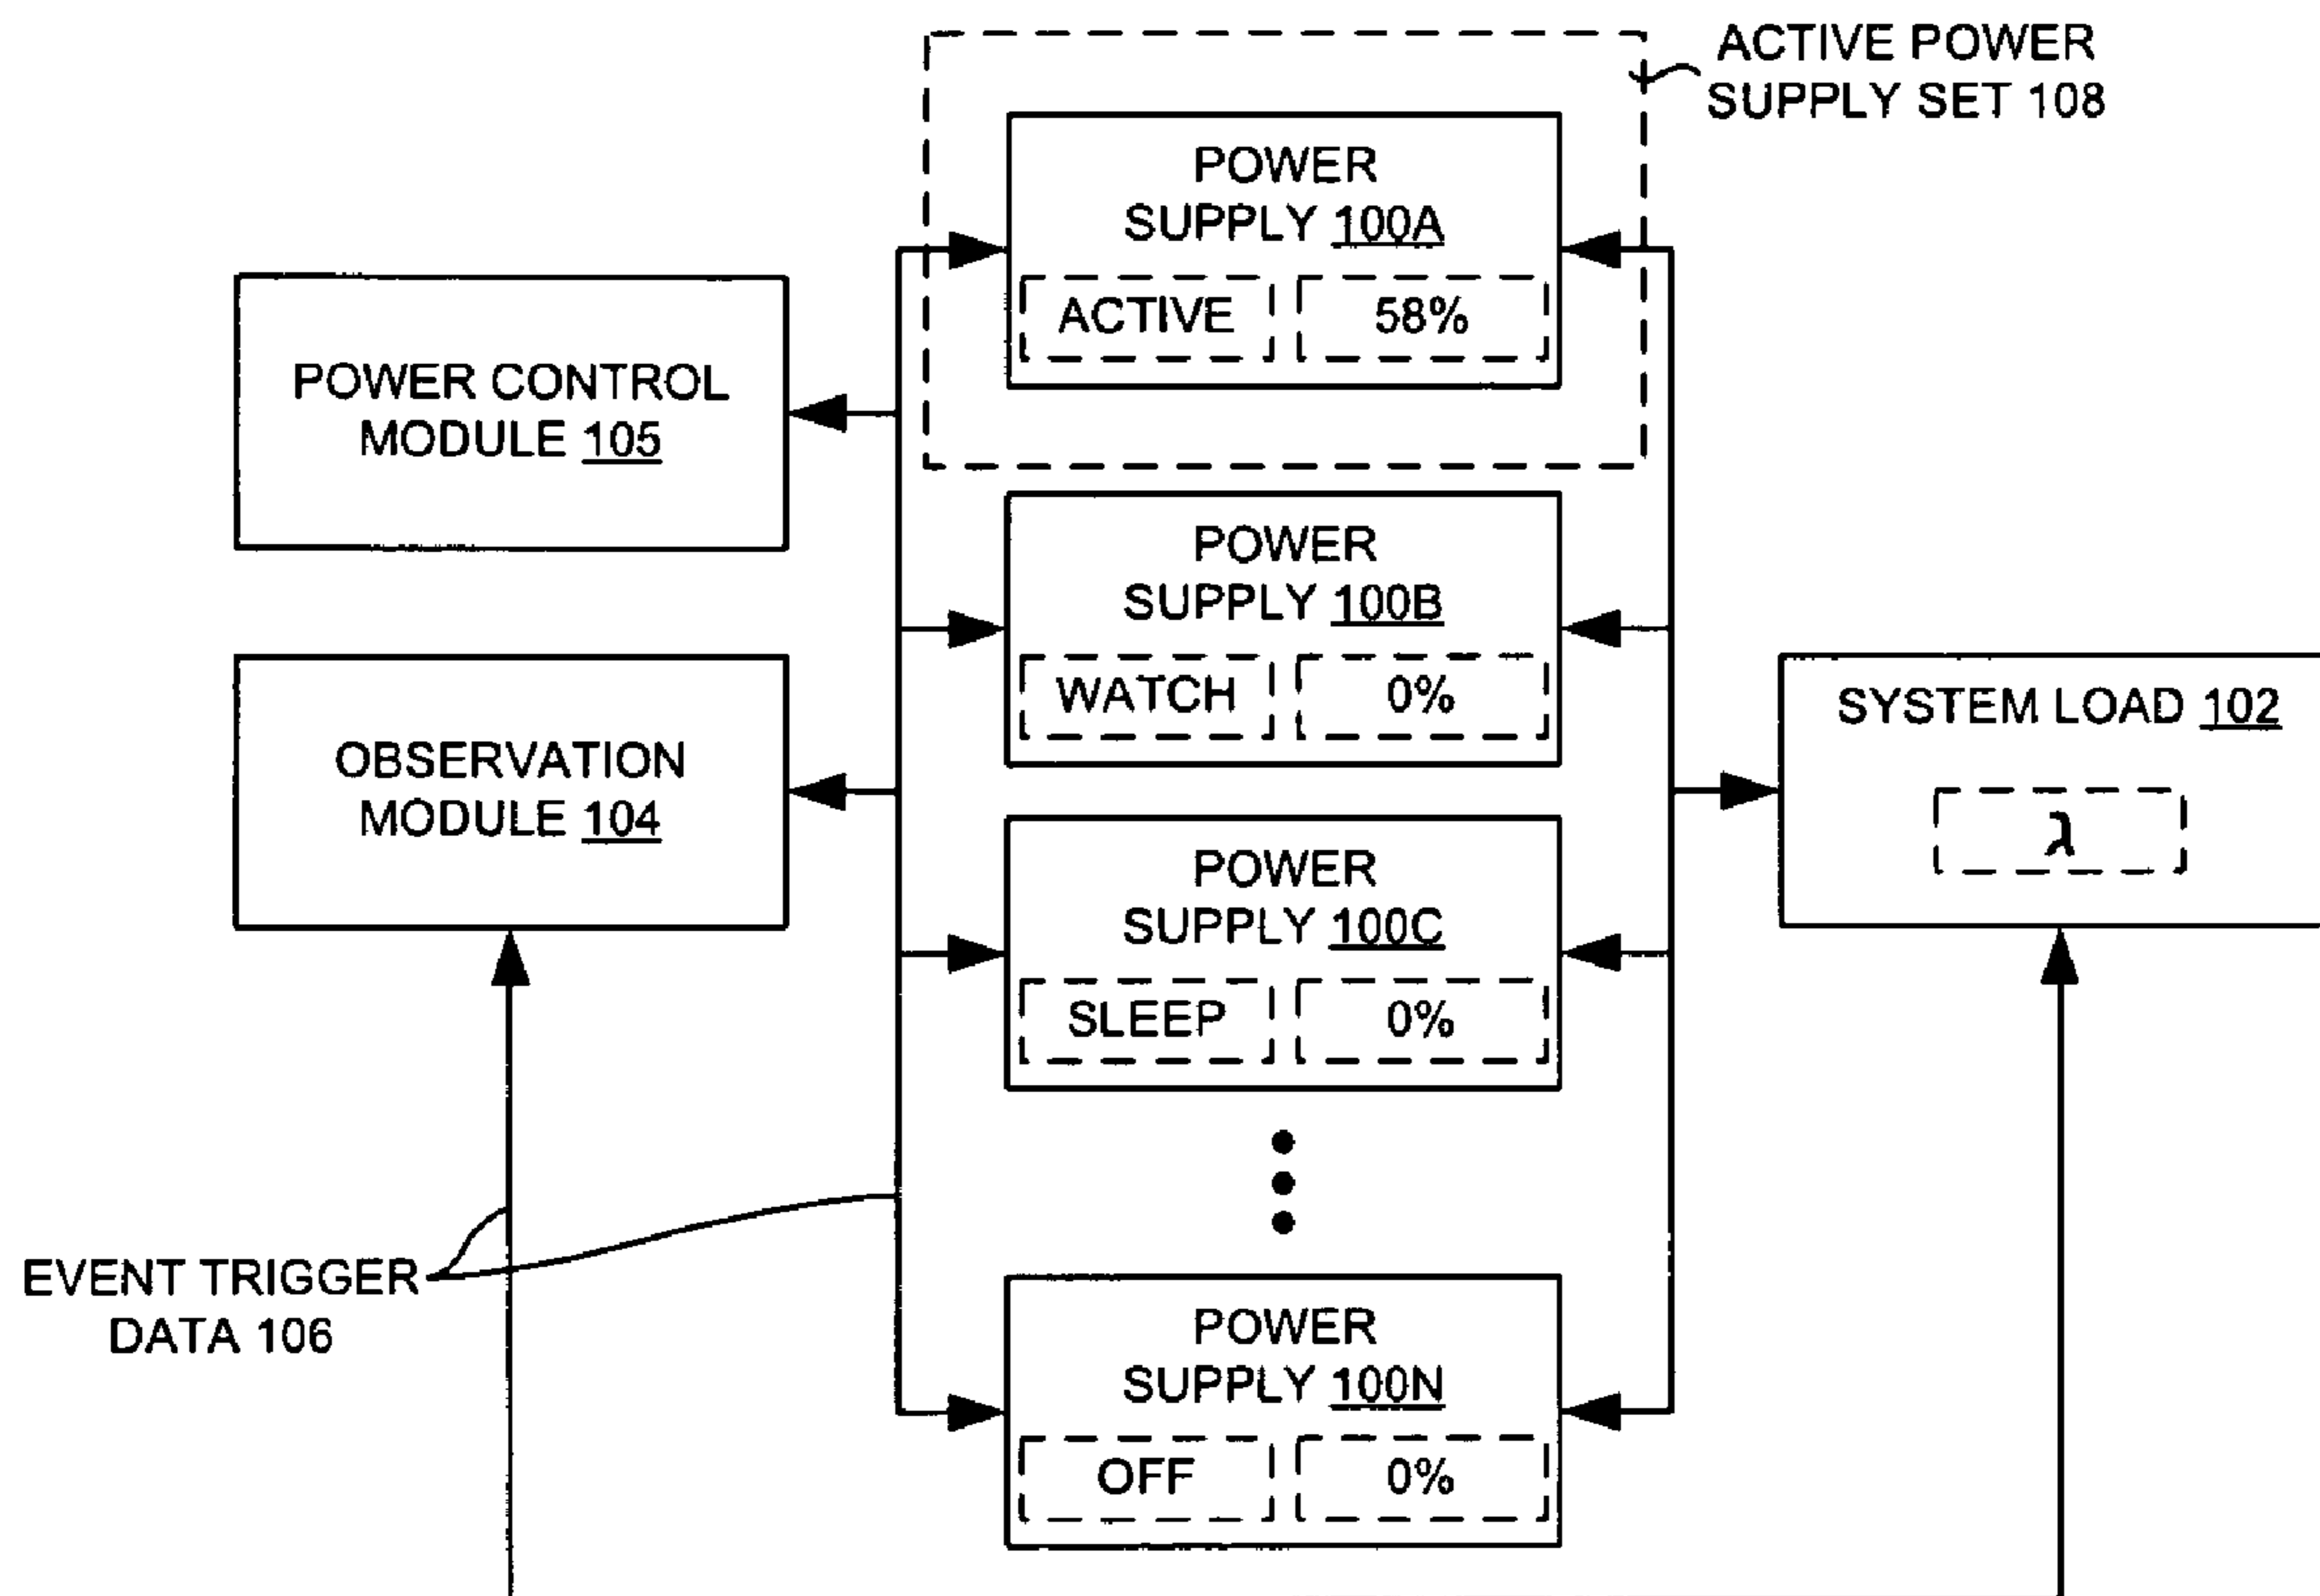 ACTIVE POWER
SUPPLY SET 108
POWER
SUPPLY 100A
ACTIVE
58%
POWER CONTROL
MODULE 105
POWER
SUPPLY 100B
WATCH
0%
SYSTEM LOAD 102
λ
OBSERVATION
MODULE 104
POWER
SUPPLY 100C
SLEEP
0%
EVENT TRIGGER
DATA 106
POWER
SUPPLY 100N
OFF
0%